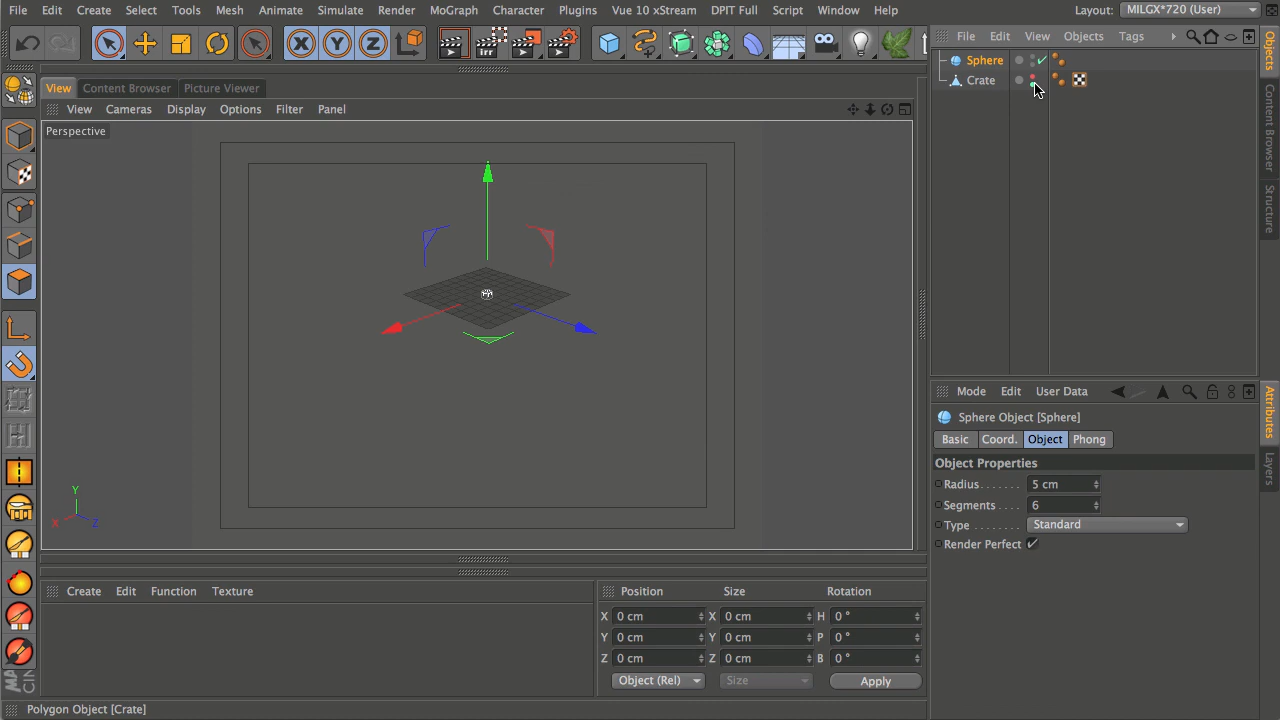 File Edit Create Select Tools Mesh Animate Simulate Render MoGraph Character Plugins Vue 10 xStream DPIT Full Script Window Help Layout: MILGX*720 (User)
X Y Z irr
File Edit View Objects Tags
Objects
Content Browser
Structure
Sphere
Crate
View Content Browser Picture Viewer
View Cameras Display Options Filter Panel
Perspective
Y
X Z
Mode Edit User Data
Attributes
Layers
Sphere Object [Sphere]
Basic Coord. Object Phong
Object Properties
Radius. . . . . . . 5 cm
Segments . . . . 6
Type . . . . . . . . Standard
Render Perfect
Create Edit Function Texture
Position Size Rotation
X 0 cm X 0 cm H 0 °
Y 0 cm Y 0 cm P 0 °
Z 0 cm Z 0 cm B 0 °
Object (Rel) Size Apply
Polygon Object [Crate]